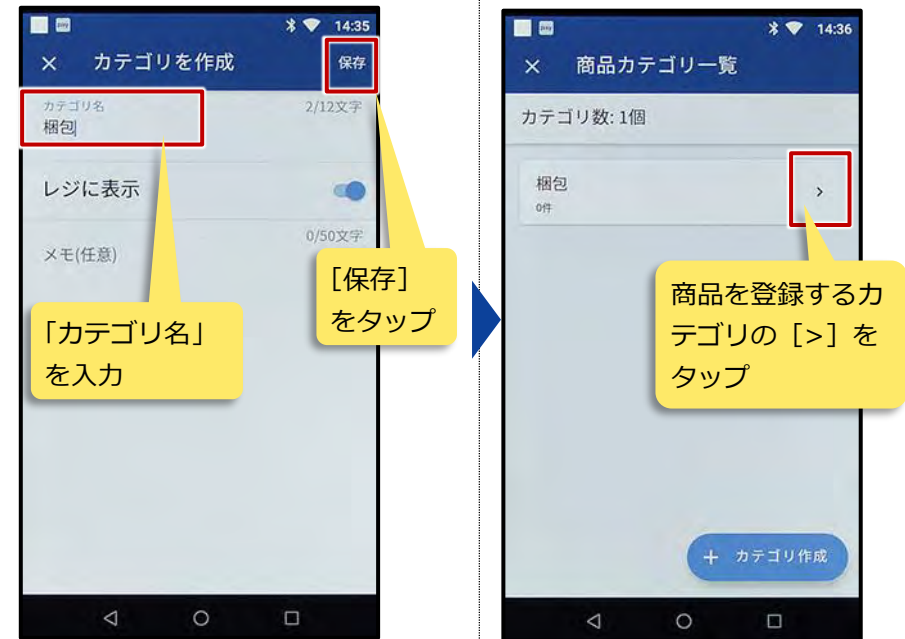 14:35
× カテゴリを作成 保存
カテゴリ名 2/12文字
梱包
レジに表示
0/50文字
メモ(任意)
「カテゴリ名」
を入力
[保存]
をタップ
pay 14:36
× 商品カテゴリ一覧
カテゴリ数: 1個
梱包 >
0件
商品を登録するカ
テゴリの [>] を
タップ
+ カテゴリ作成